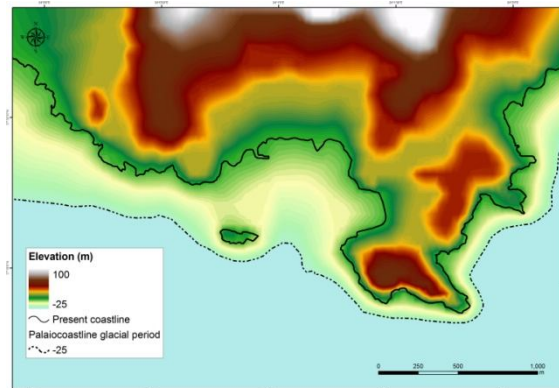 Elevation (m)
100
-25
Present coastline
Palaiocoastline glacial period
-25
0
250
500
1,000
m